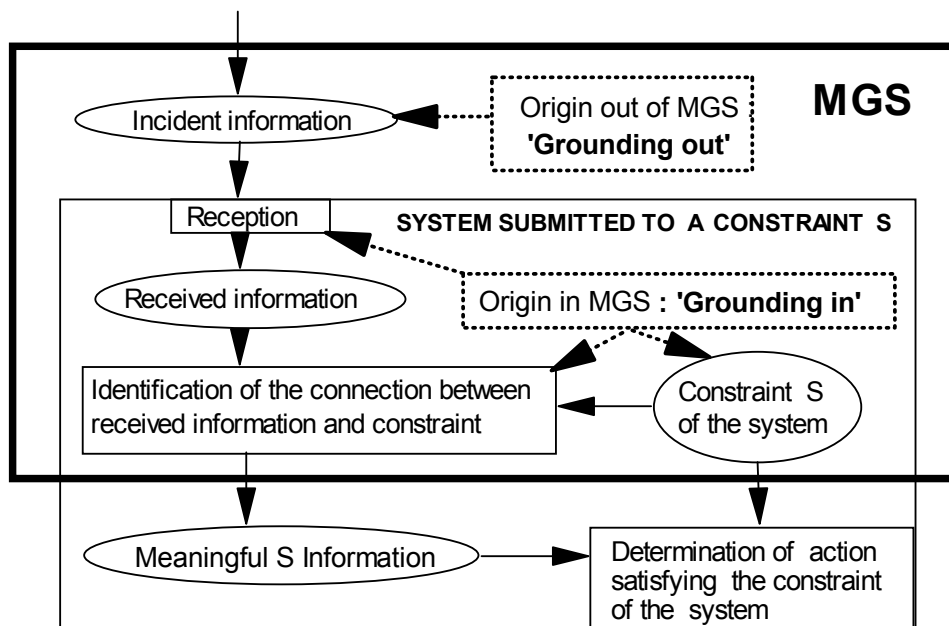 MGS
Origin out of MGS
'Grounding out'
Incident information
Reception
SYSTEM SUBMITTED TO A CONSTRAINT S
Received information
Origin in MGS : 'Grounding in'
Identification of the connection between
received information and constraint
Constraint S
of the system
Meaningful S Information
Determination of action
satisfying the constraint
of the system